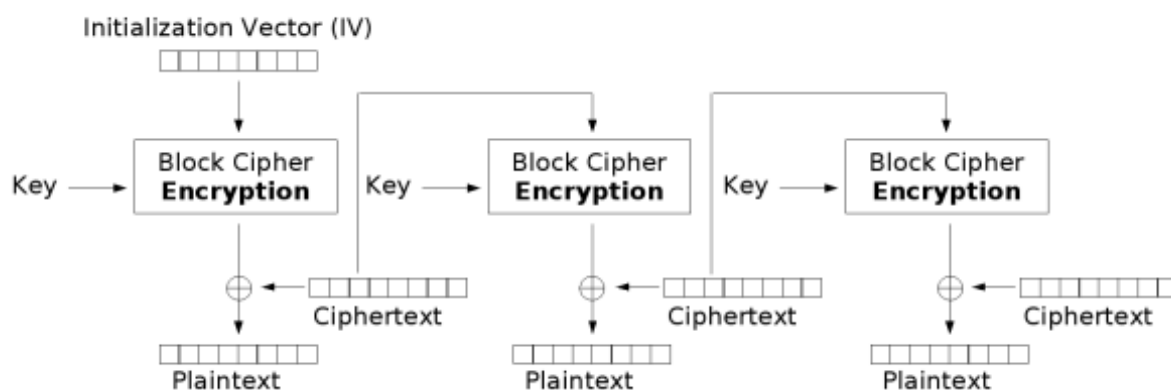 Initialization Vector (IV)
Key
Block Cipher
Encryption
Key
Block Cipher
Encryption
Key
Block Cipher
Encryption
Ciphertext
Ciphertext
Ciphertext
Plaintext
Plaintext
Plaintext